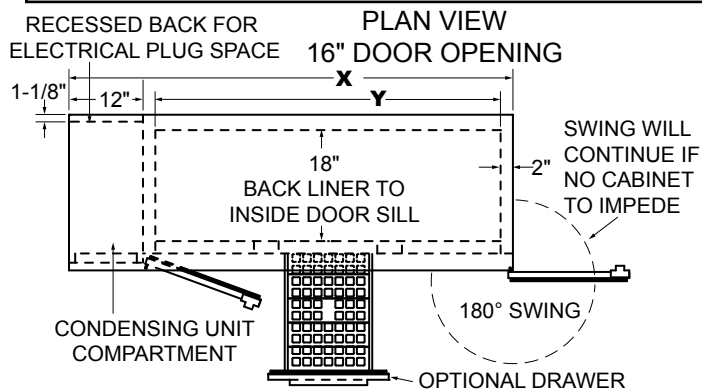 RECESSED BACK FOR
ELECTRICAL PLUG SPACE
PLAN VIEW
16" DOOR OPENING
X
1-1/8"
12"
Y
18"
BACK LINER TO
INSIDE DOOR SILL
2"
SWING WILL
CONTINUE IF
NO CABINET
TO IMPEDE
180° SWING
CONDENSING UNIT
COMPARTMENT
OPTIONAL DRAWER